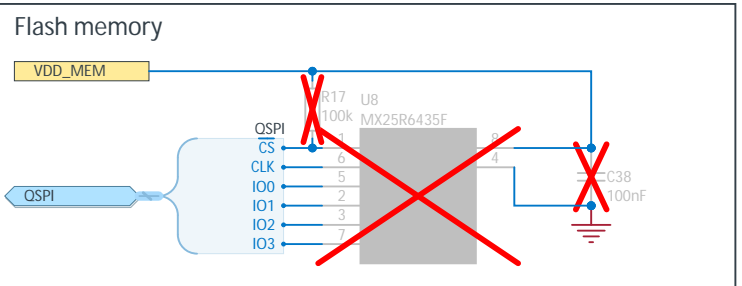 Flash memory
VDD_MEM
R17
100k
U8
MX25R6435F
QSPI
CS
CLK
IO0
IO1
IO2
IO3
1
6
5
2
3
7
8
4
QSPI
C38
100nF